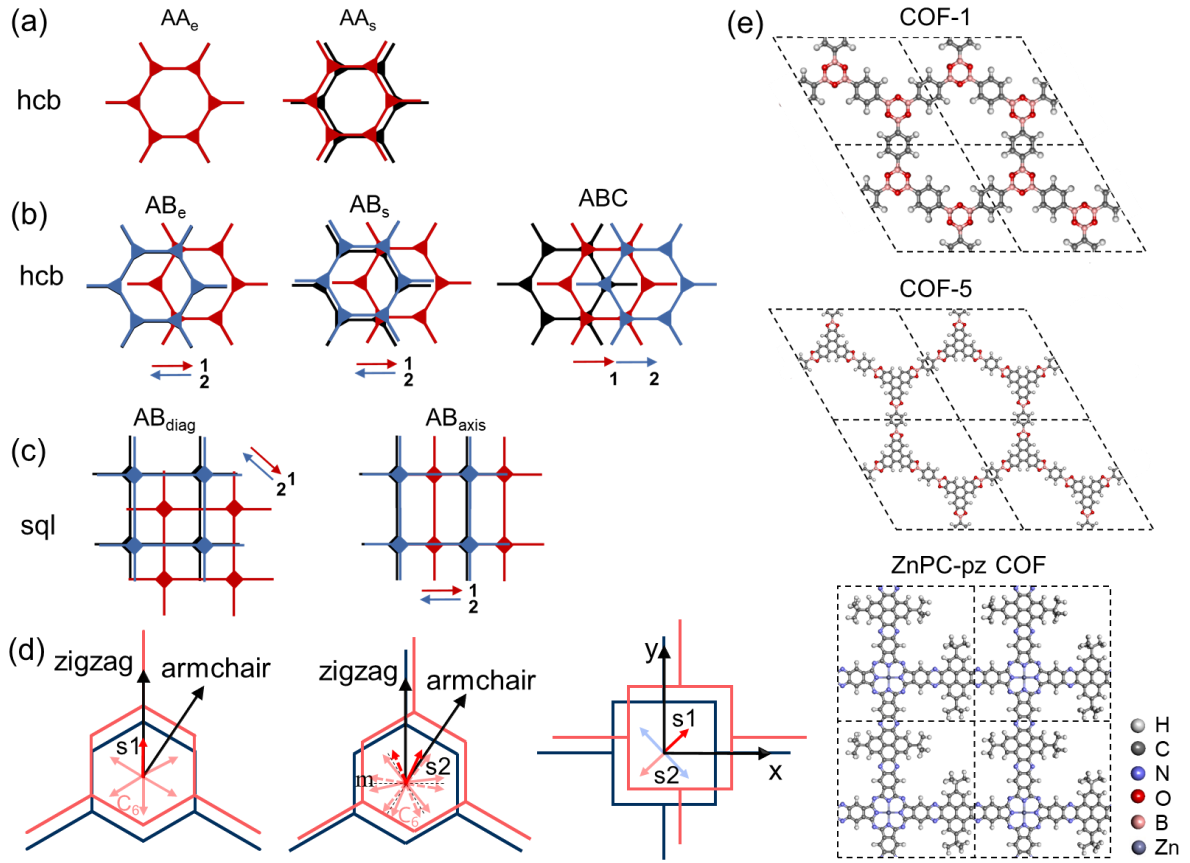 (a)
AAe
AAs
hcb
(b)
ABe
ABs
ABC
hcb
1
2
1
2
1
2
(c)
ABdiag
ABaxis
sql
1
2
1
2
(d)
zigzag
armchair
s1
C6
zigzag
armchair
s2
m
C6
y
s1
s2
x
(e)
COF-1
COF-5
ZnPC-pz COF
H
C
N
O
B
Zn